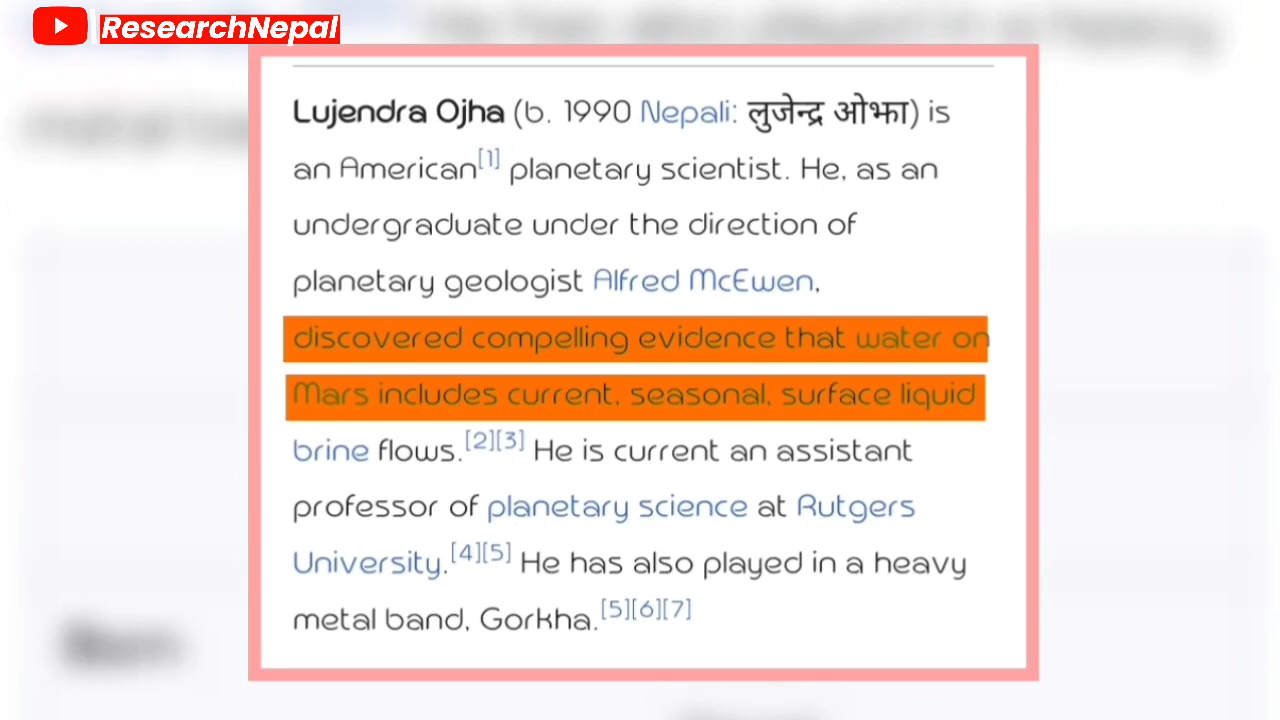 ResearchNepal
Lujendra Ojha (b. 1990 Nepali: लुजेन्द्र ओझा) is
an American[1] planetary scientist. He, as an
undergraduate under the direction of
planetary geologist Alfred McEwen,
discovered compelling evidence that water on
Mars includes current, seasonal, surface liquid
brine flows.[2][3] He is current an assistant
professor of planetary science at Rutgers
University.[4][5] He has also played in a heavy
metal band, Gorkha.[5][6][7]